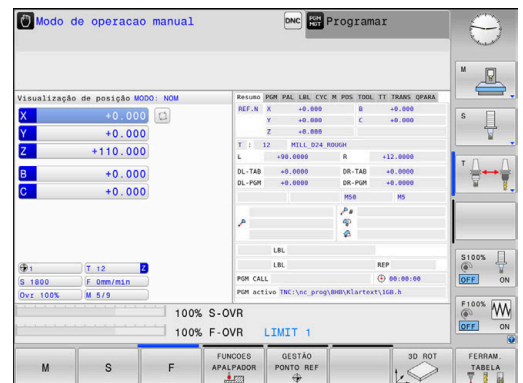 Modo de operacao manual
DNC
PGM
MGT
Programar
Visualização de posição MODO: NOM
X +0.000
Y +0.000
Z +110.000
B +0.000
C +0.000
1 T 12 Z
S 1800 F 0mm/min
Ovr 100% M 5/9
Resumo PGM PAL LBL CYC M POS TOOL TT TRANS QPARA
REF.N X +0.000 B +0.000
Y +0.000 C +0.000
Z +0.000
T : 12 MILL_D24_ROUGH
L +90.0000 R +12.0000
DL-TAB +0.0000 DR-TAB +0.0000
DL-PGM +0.0000 DR-PGM +0.0000
M50 M5
LBL
LBL REP
PGM CALL 00:00:00
PGM activo TNC:\nc_prog\BHB\Klartext\1GB.h
100% S-OVR
100% F-OVR LIMIT 1
M
S
T
S100%
OFF ON
F100%
OFF ON
M
S
F
FUNCOES
APALPADOR
GESTÃO
PONTO REF
3D ROT
FERRAM.
TABELA